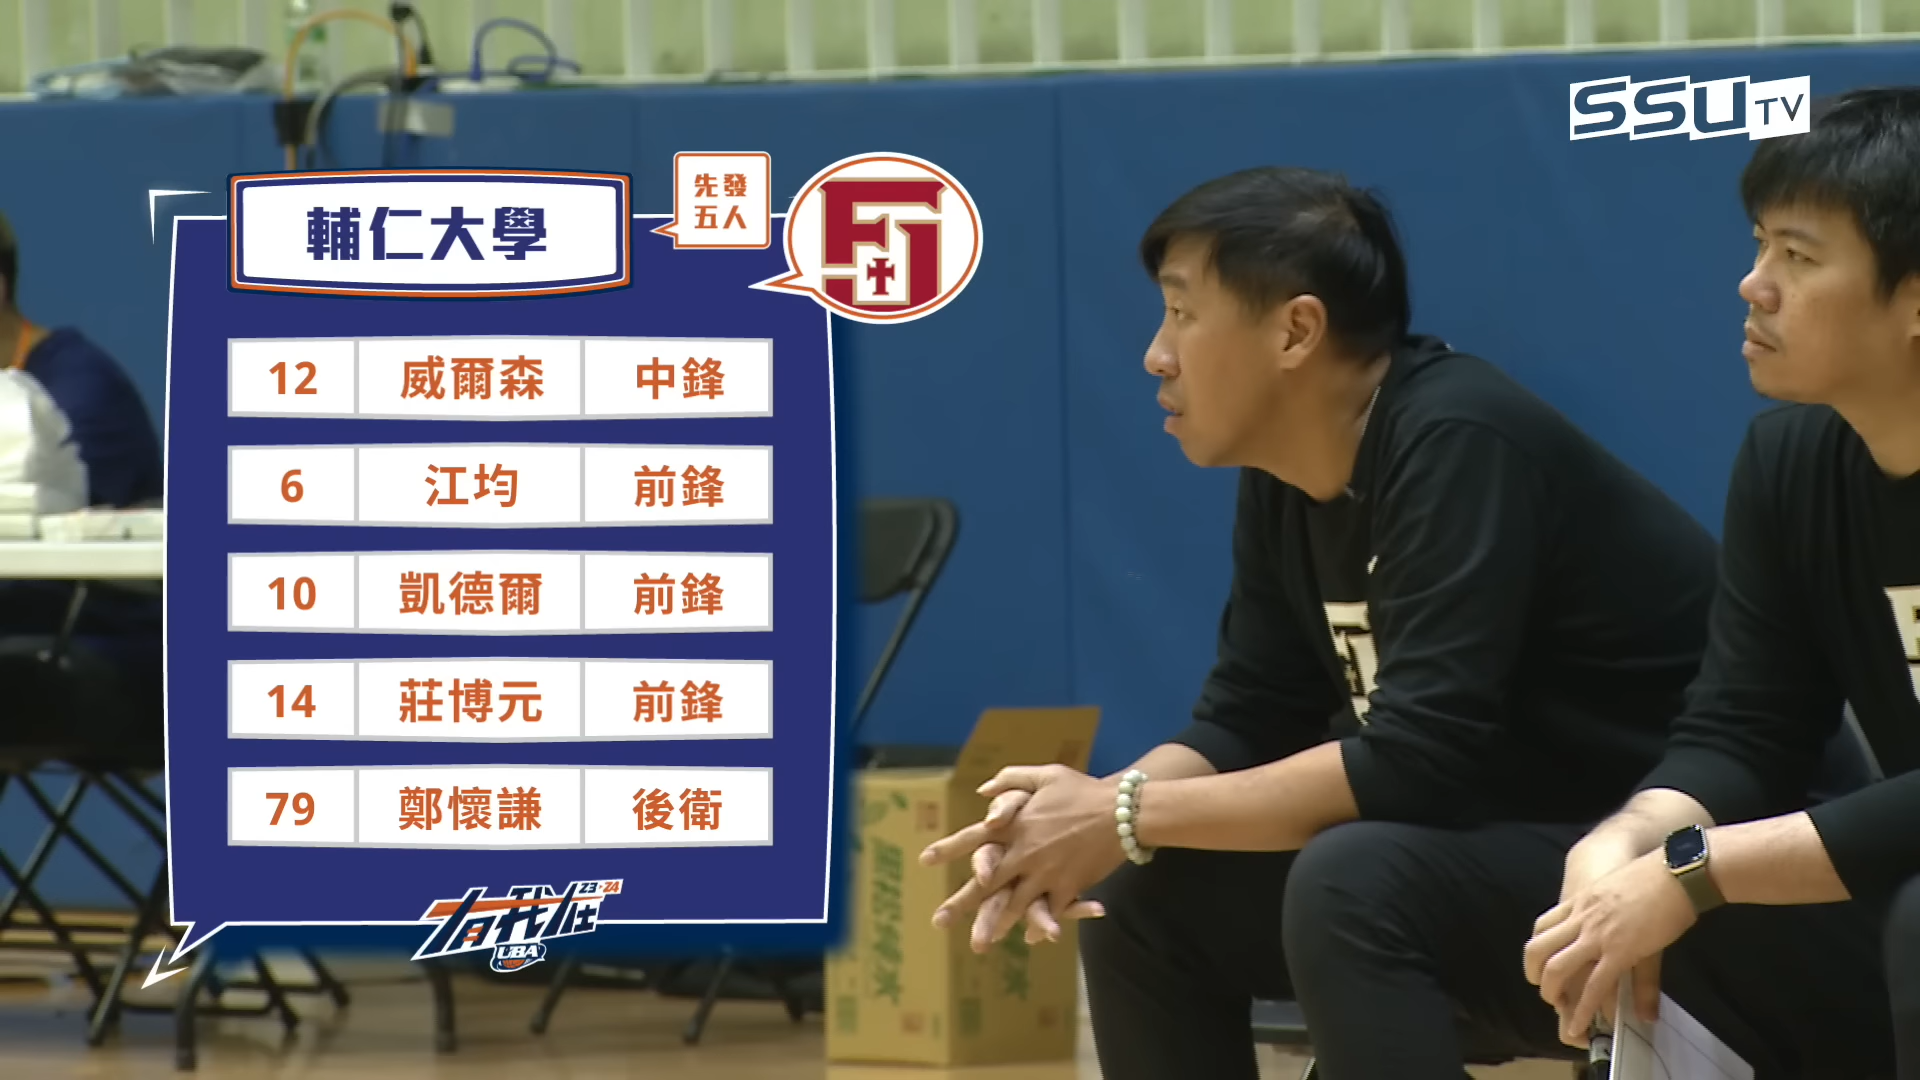 SSU TV
輔仁大學
先發
五人
FJ
12 威爾森 中鋒
6 江均 前鋒
10 凱德爾 前鋒
14 莊博元 前鋒
79 鄭懷謙 後衛
有我在 23-24
UBA